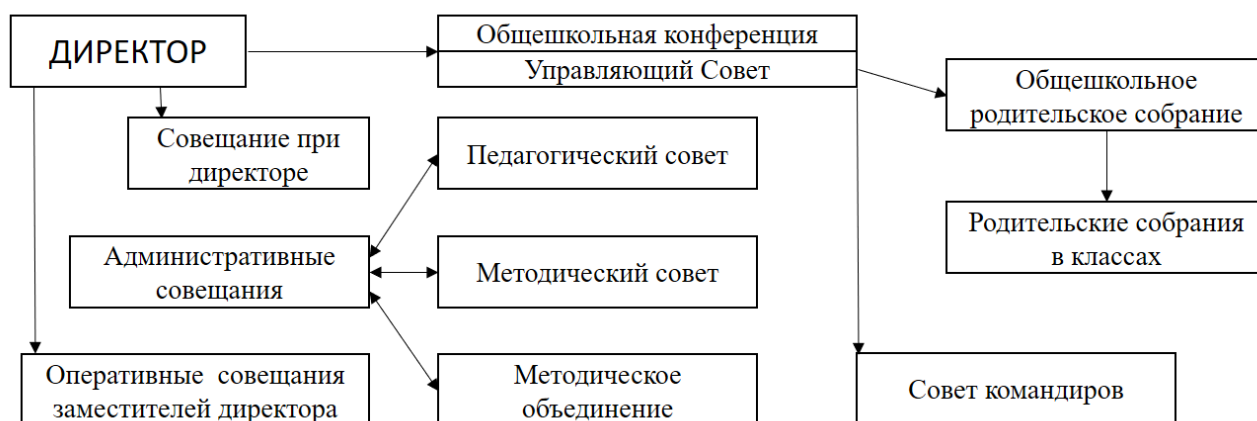 ДИРЕКТОР
Общешкольная конференция
Управляющий Совет
Общешкольное
родительское собрание
Совещание при
директоре
Педагогический совет
Родительские собрания
в классах
Административные
совещания
Методический совет
Оперативные совещания
заместителей директора
Методическое
объединение
Совет командиров